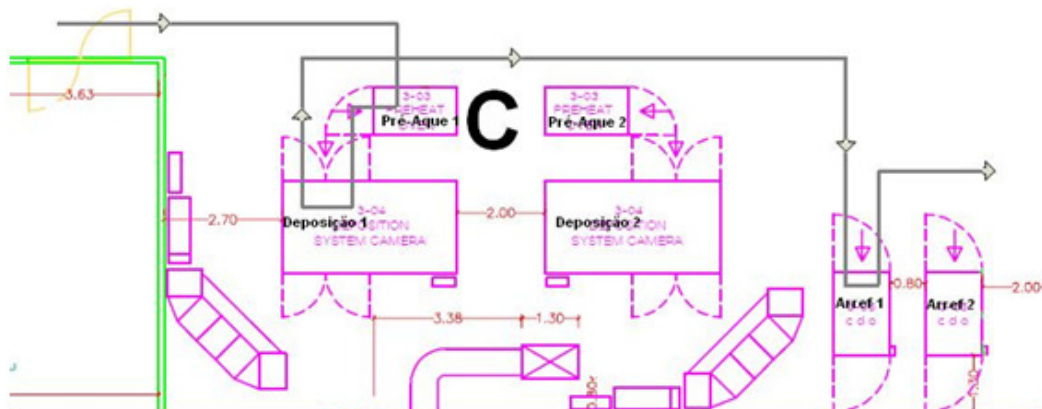 3.63
3-03
PREHEAT
Pré-Aque 1
C
3-03
PREHEAT
Pré-Aque 2
2.70
3-04
Deposição 1
DEPOSITION
SYSTEM CAMERA
2.00
3-04
Deposição 2
DEPOSITION
SYSTEM CAMERA
0.80
2.00
Arref 1
c d o
Arref 2
c d o
3.38
1.30